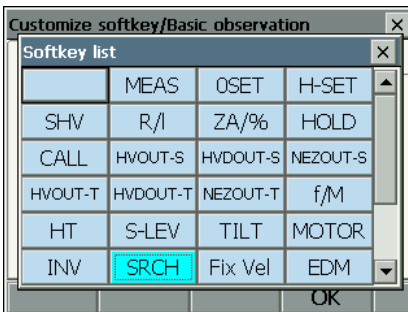 Customize softkey/Basic observation
Softkey list
MEAS 0SET H-SET
SHV R/l ZA/% HOLD
CALL HVOUT-S HVDOUT-S NEZOUT-S
HVOUT-T HVDOUT-T NEZOUT-T f/M
HT S-LEV TILT MOTOR
INV SRCH Fix Vel EDM
OK